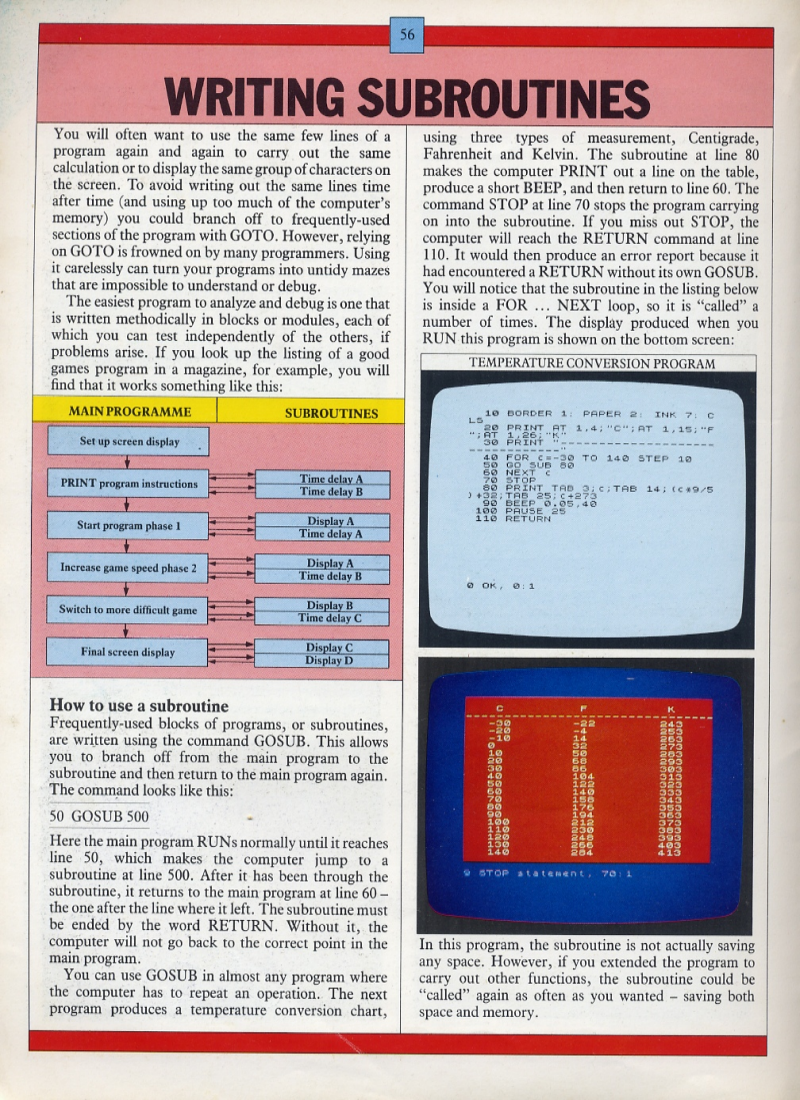 56
WRITING SUBROUTINES
You will often want to use the same few lines of a
program again and again to carry out the same
calculation or to display the same group of characters on
the screen. To avoid writing out the same lines time
after time (and using up too much of the computer's
memory) you could branch off to frequently-used
sections of the program with GOTO. However, relying
on GOTO is frowned on by many programmers. Using
it carelessly can turn your programs into untidy mazes
that are impossible to understand or debug.
The easiest program to analyze and debug is one that
is written methodically in blocks or modules, each of
which you can test independently of the others, if
problems arise. If you look up the listing of a good
games program in a magazine, for example, you will
find that it works something like this:
MAIN PROGRAMME
SUBROUTINES
Set up screen display
PRINT program instructions
Time delay A
Time delay B
Start program phase 1
Display A
Time delay A
Increase game speed phase 2
Display A
Time delay B
Switch to more difficult game
Display B
Time delay C
Final screen display
Display C
Display D
How to use a subroutine
Frequently-used blocks of programs, or subroutines,
are written using the command GOSUB. This allows
you to branch off from the main program to the
subroutine and then return to the main program again.
The command looks like this:
50 GOSUB 500
Here the main program RUNs normally until it reaches
line 50, which makes the computer jump to a
subroutine at line 500. After it has been through the
subroutine, it returns to the main program at line 60 –
the one after the line where it left. The subroutine must
be ended by the word RETURN. Without it, the
computer will not go back to the correct point in the
main program.
You can use GOSUB in almost any program where
the computer has to repeat an operation. The next
program produces a temperature conversion chart,
using three types of measurement, Centigrade,
Fahrenheit and Kelvin. The subroutine at line 80
makes the computer PRINT out a line on the table,
produce a short BEEP, and then return to line 60. The
command STOP at line 70 stops the program carrying
on into the subroutine. If you miss out STOP, the
computer will reach the RETURN command at line
110. It would then produce an error report because it
had encountered a RETURN without its own GOSUB.
You will notice that the subroutine in the listing below
is inside a FOR ... NEXT loop, so it is "called" a
number of times. The display produced when you
RUN this program is shown on the bottom screen:
TEMPERATURE CONVERSION PROGRAM
10 BORDER 1: PAPER 2: INK 7: C
LS
20 PRINT AT 1,4;"C";AT 1,15;"F
";AT 1,26;"K"
30 PRINT "---------------------
-----------"
40 FOR c=-30 TO 140 STEP 10
50 GO SUB 80
60 NEXT c
70 STOP
80 PRINT TAB 3;c;TAB 14;(c*9/5
)+32;TAB 25;c+273
90 BEEP 0.05,40
100 PAUSE 25
110 RETURN
0 OK, 0:1
C F K
--------------------------------
-30 -22 243
-20 -4 253
-10 14 263
0 32 273
10 50 283
20 68 293
30 86 303
40 104 313
50 122 323
60 140 333
70 158 343
80 176 353
90 194 363
100 212 373
110 230 383
120 248 393
130 266 403
140 284 413
9 STOP statement, 70:1
In this program, the subroutine is not actually saving
any space. However, if you extended the program to
carry out other functions, the subroutine could be
"called" again as often as you wanted – saving both
space and memory.